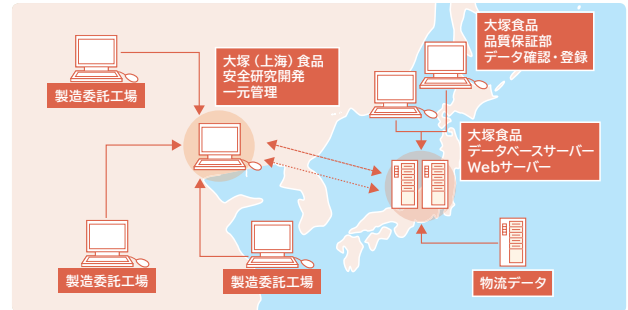 製造委託工場
大塚（上海）食品
安全研究開発
一元管理
大塚食品
品質保証部
データ確認・登録
大塚食品
データベースサーバー
Webサーバー
製造委託工場
製造委託工場
物流データ